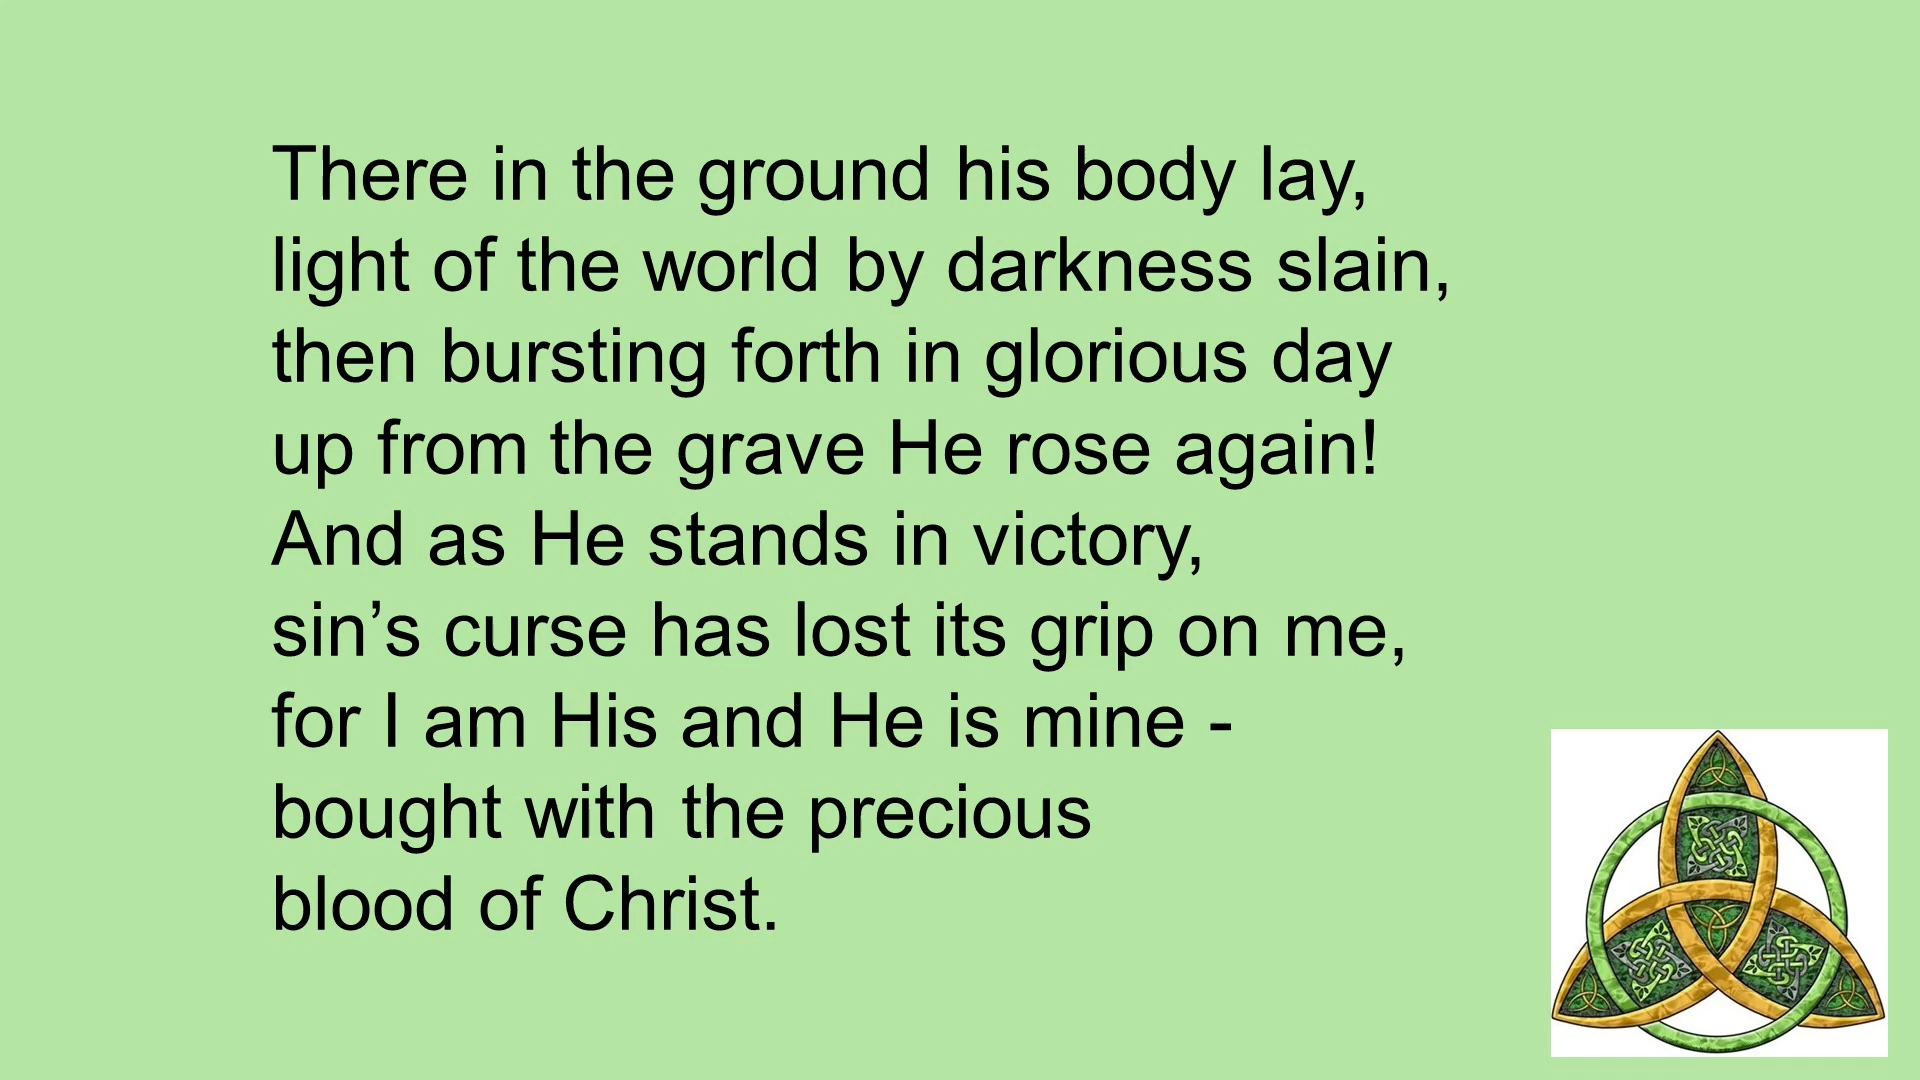 There in the ground his body lay,
light of the world by darkness slain,
then bursting forth in glorious day
up from the grave He rose again!
And as He stands in victory,
sin’s curse has lost its grip on me,
for I am His and He is mine -
bought with the precious
blood of Christ.